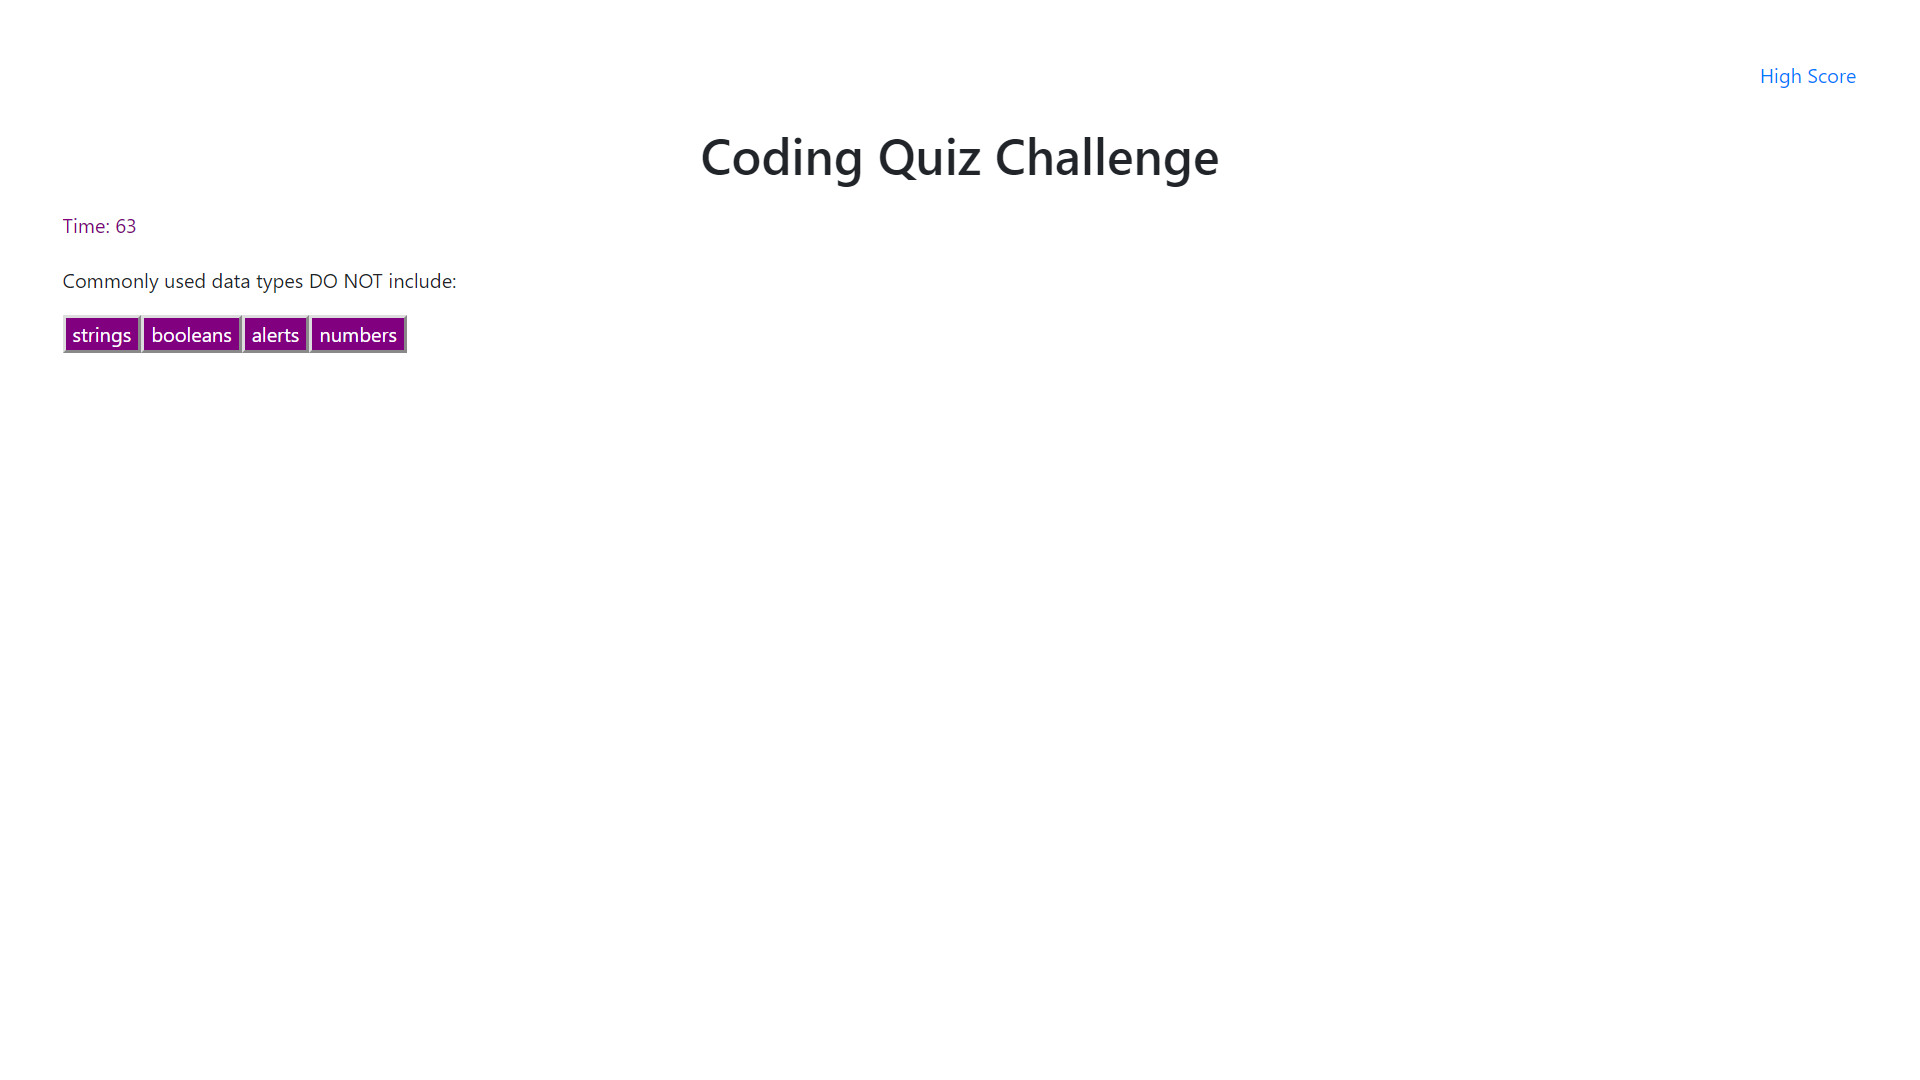 High Score
Coding Quiz Challenge
Time: 63
Commonly used data types DO NOT include:
strings booleans alerts numbers